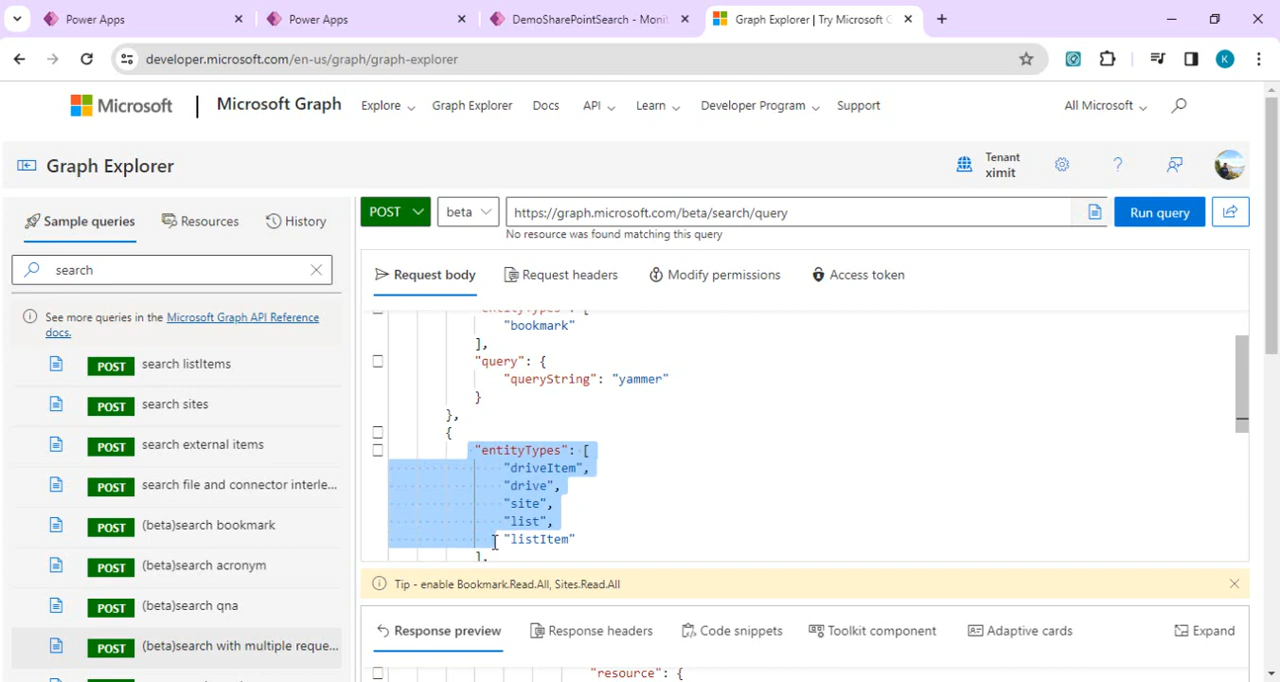 Power Apps
Power Apps
DemoSharePointSearch - Monit
Graph Explorer | Try Microsoft G
developer.microsoft.com/en-us/graph/graph-explorer
K
Microsoft
Microsoft Graph
Explore
Graph Explorer
Docs
API
Learn
Developer Program
Support
All Microsoft
Graph Explorer
Tenant
ximit
Sample queries
Resources
History
POST
beta
https://graph.microsoft.com/beta/search/query
Run query
No resource was found matching this query
search
See more queries in the Microsoft Graph API Reference
docs.
POST search listItems
POST search sites
POST search external items
POST search file and connector interle...
POST (beta)search bookmark
POST (beta)search acronym
POST (beta)search qna
POST (beta)search with multiple reque...
Request body
Request headers
Modify permissions
Access token
"entityTypes": [
"bookmark"
],
"query": {
"queryString": "yammer"
}
},
{
"entityTypes": [
"driveItem",
"drive",
"site",
"list",
"listItem"
],
Tip - enable Bookmark.Read.All, Sites.Read.All
Response preview
Response headers
Code snippets
Toolkit component
Adaptive cards
Expand
"resource": {